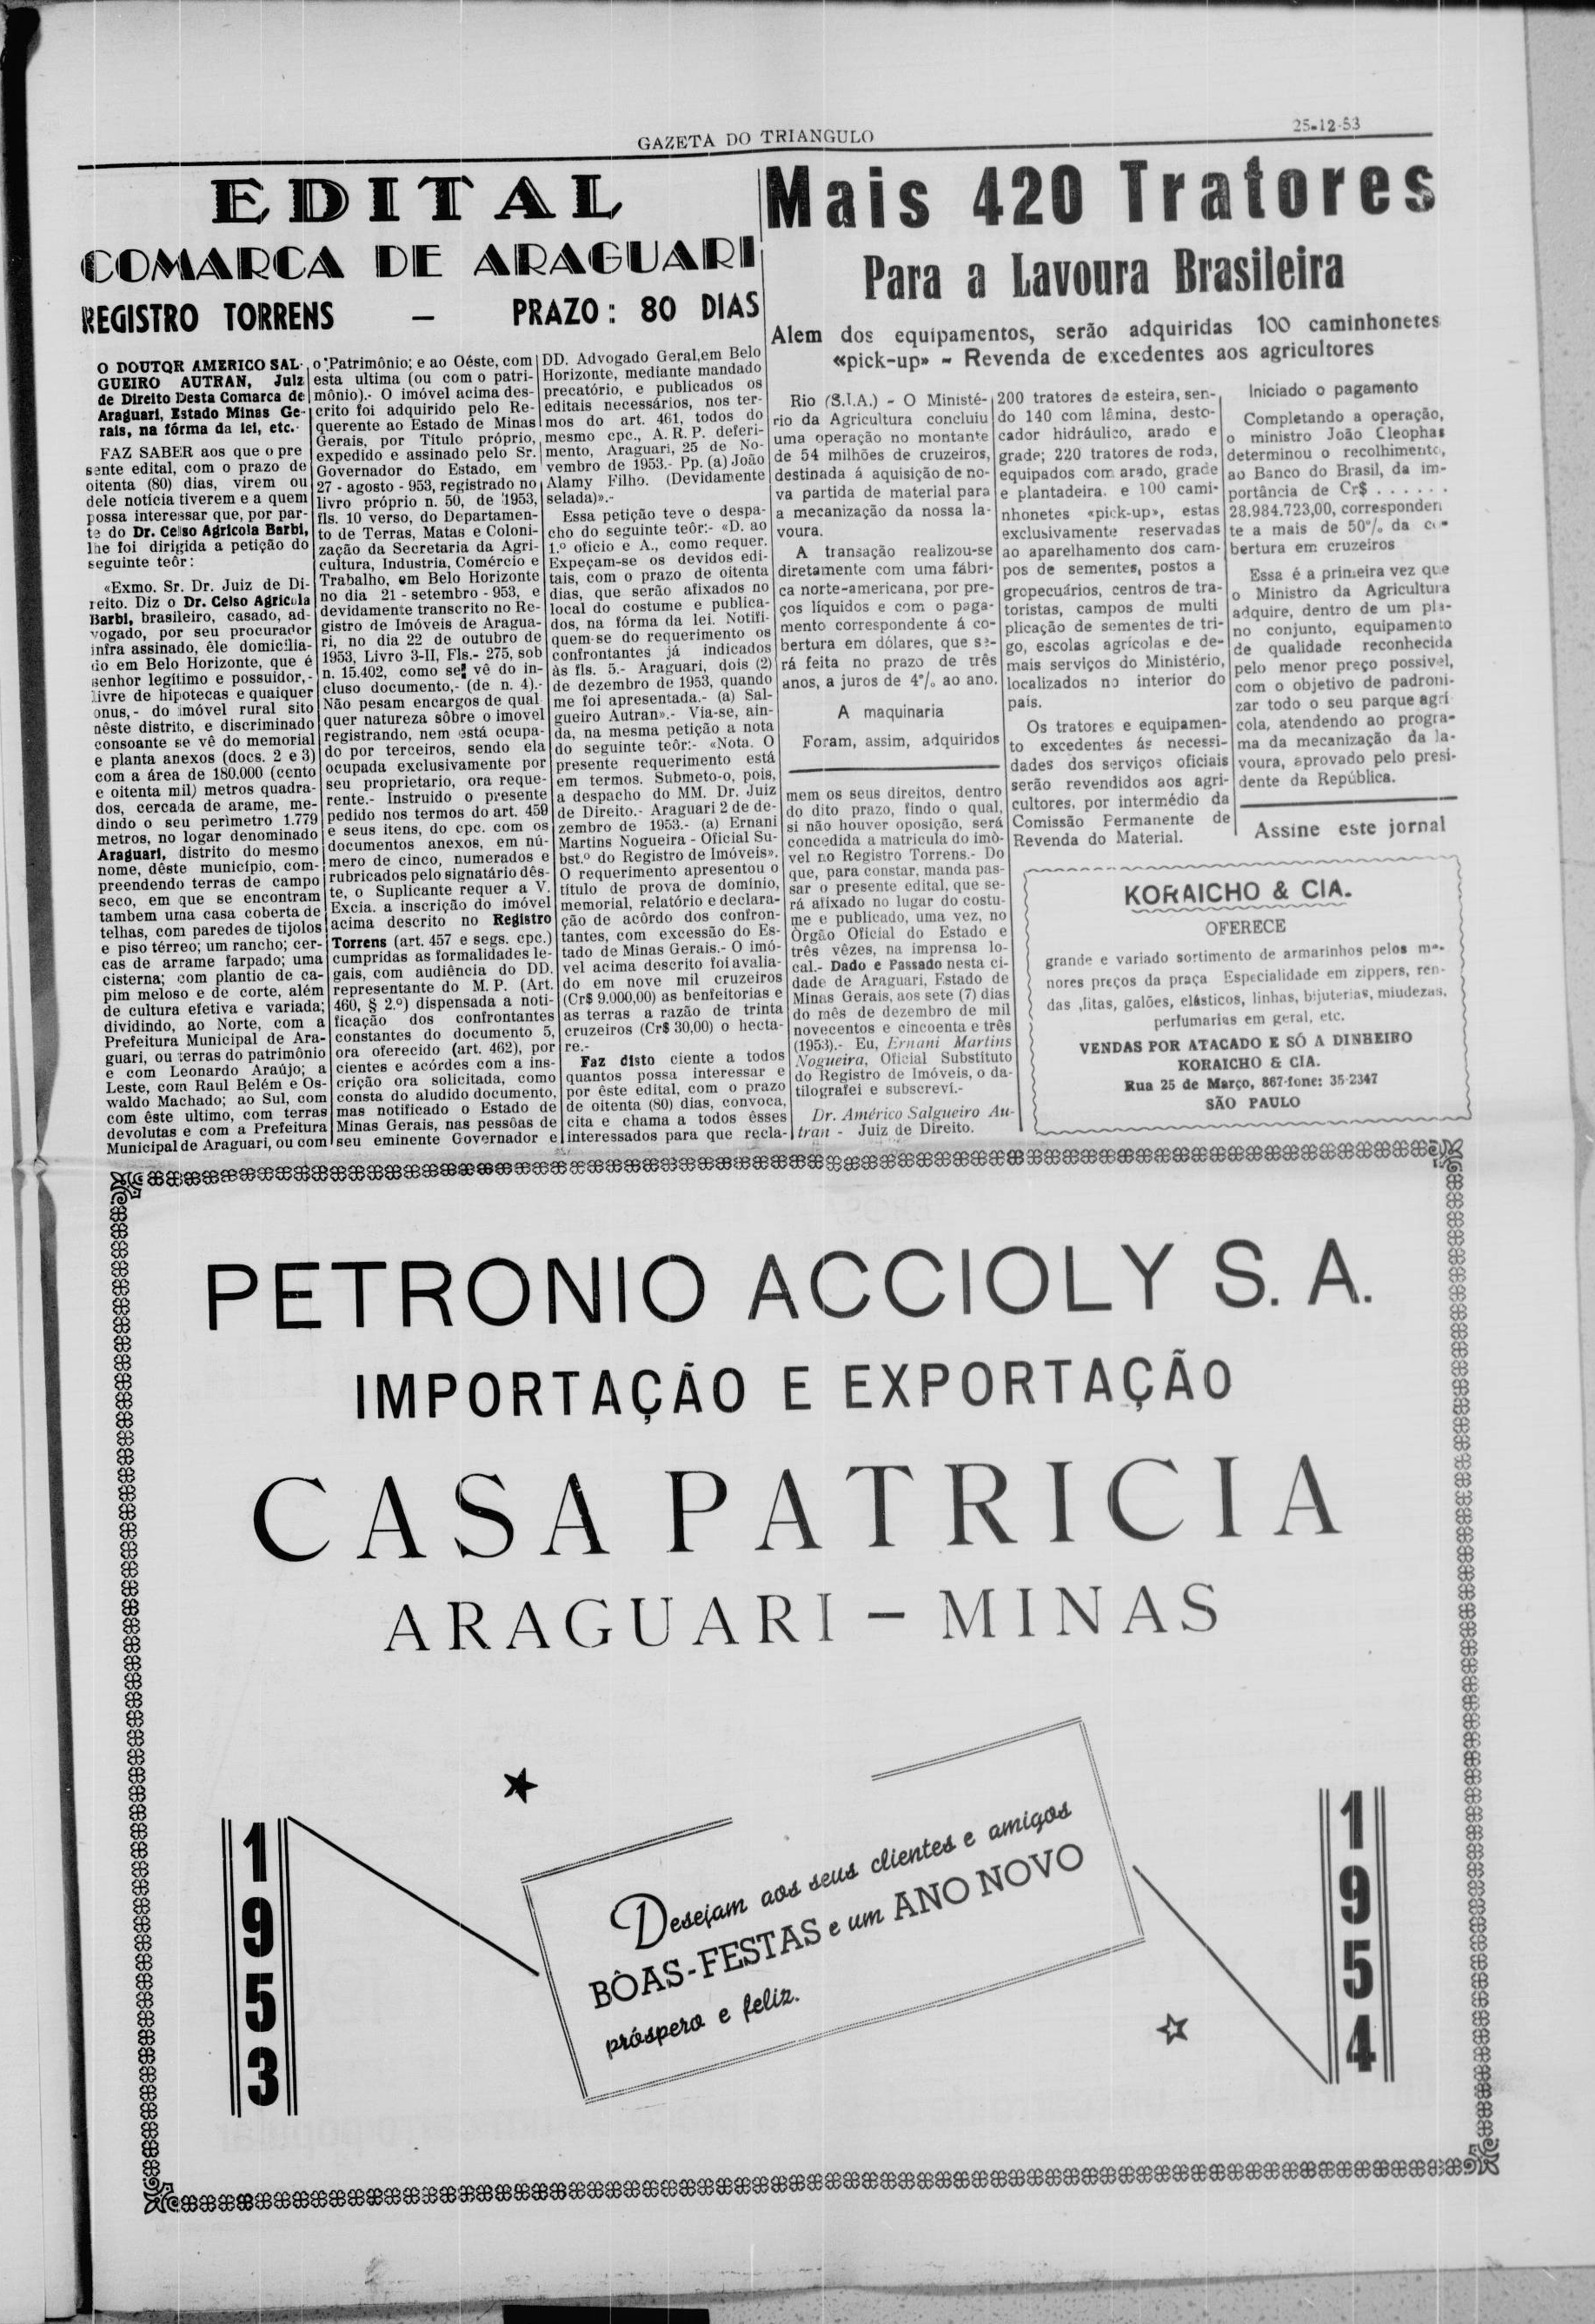 GAZETA DO TRIANGULO
25-12-53
EDITAL
COMARCA DE ARAGUARI
REGISTRO TORRENS — PRAZO: 80 DIAS
O DOUTOR AMERICO SAL-
GUEIRO AUTRAN, Juiz
de Direito Desta Comarca de
Araguari, Estado Minas Ge-
rais, na fórma da lei, etc.
FAZ SABER aos que o pre
sente edital, com o prazo de
oitenta (80) dias, virem ou
dele notícia tiverem e a quem
possa interessar que, por par-
te do Dr. Celso Agricola Barbi,
lhe foi dirigida a petição do
seguinte teôr:
«Exmo. Sr. Dr. Juiz de Di-
reito. Diz o Dr. Celso Agricola
Barbi, brasileiro, casado, ad-
vogado, por seu procurador
infra assinado, êle domicilia-
do em Belo Horizonte, que é
senhor legítimo e possuidor,-
livre de hipotecas e quaiquer
onus,- do imóvel rural sito
nêste distrito, e discriminado
consoante se vê do memorial
e planta anexos (docs. 2 e 3)
com a área de 180.000 (cento
e oitenta mil) metros quadra-
dos, cercada de arame, me-
dindo o seu perimetro 1.779
metros, no logar denominado
Araguari, distrito do mesmo
nome, dêste município, com-
preendendo terras de campo
seco, em que se encontram
tambem uma casa coberta de
telhas, com paredes de tijolos
e piso térreo; um rancho; cer-
cas de arrame farpado; uma
cisterna; com plantio de ca-
pim meloso e de corte, além
de cultura efetiva e variada;
dividindo, ao Norte, com a
Prefeitura Municipal de Ara-
guari, ou terras do patrimônio
e com Leonardo Araújo; a
Leste, com Raul Belém e Os-
waldo Machado; ao Sul, com
com êste ultimo, com terras
devolutas e com a Prefeitura
Municipal de Araguari, ou com
o Patrimônio; e ao Oéste, com
esta ultima (ou com o patri-
mônio).- O imóvel acima des-
crito foi adquirido pelo Re-
querente ao Estado de Minas
Gerais, por Título próprio,
expedido e assinado pelo Sr.
Governador do Estado, em
27 - agosto - 953, registrado no
livro próprio n. 50, de 1953,
fls. 10 verso, do Departamen-
to de Terras, Matas e Coloni-
zação da Secretaria da Agri-
cultura, Industria, Comércio e
Trabalho, em Belo Horizonte
no dia 21 - setembro - 953, e
devidamente transcrito no Re-
gistro de Imóveis de Aragua-
ri, no dia 22 de outubro de
1953, Livro 3-II, Fls.- 275, sob
n. 15.402, como se vê do in-
cluso documento,- (de n. 4).-
Não pesam encargos de qual
quer natureza sôbre o imovel
registrando, nem está ocupa-
do por terceiros, sendo ela
ocupada exclusivamente por
seu proprietario, ora reque-
rente.- Instruido o presente
pedido nos termos do art. 459
e seus itens, do cpc. com os
documentos anexos, em nú-
mero de cinco, numerados e
rubricados pelo signatário dês-
te, o Suplicante requer a V.
Excia. a inscrição do imóvel
acima descrito no Registro
Torrens (art. 457 e segs. cpc.)
cumpridas as formalidades le-
gais, com audiência do DD.
representante do M. P. (Art.
460, § 2.º) dispensada a noti-
ficação dos confrontantes
constantes do documento 5,
ora oferecido (art. 462), por
cientes e acórdes com a ins-
crição ora solicitada, como
consta do aludido documento,
mas notificado o Estado de
Minas Gerais, nas pessôas de
seu eminente Governador e
DD. Advogado Geral,em Belo
Horizonte, mediante mandado
precatório, e publicados os
editais necessários, nos ter-
mos do art. 461, todos do
mesmo cpc., A. R. P. deferi-
mento, Araguari, 25 de No-
vembro de 1953.- Pp. (a) João
Alamy Filho. (Devidamente
selada)».-
Essa petição teve o despa-
cho do seguinte teôr:- «D. ao
1.º oficio e A., como requer.
Expeçam-se os devidos edi-
tais, com o prazo de oitenta
dias, que serão afixados no
local do costume e publica-
dos, na fórma da lei. Notifi-
quem-se do requerimento os
confrontantes já indicados
às fls. 5.- Araguari, dois (2)
de dezembro de 1953, quando
me foi apresentada.- (a) Sal-
gueiro Autran».- Via-se, ain-
da, na mesma petição a nota
do seguinte teôr:- «Nota. O
presente requerimento está
em termos. Submeto-o, pois,
a despacho do MM. Dr. Juiz
de Direito.- Araguari 2 de de-
zembro de 1953.- (a) Ernani
Martins Nogueira - Oficial Su-
bst.º do Registro de Imóveis».
O requerimento apresentou o
título de prova de domínio,
memorial, relatório e declara-
ção de acôrdo dos confron-
tantes, com excessão do Es-
tado de Minas Gerais.- O imó-
vel acima descrito foi avalia-
do em nove mil cruzeiros
(Cr$ 9.000,00) as benfeitorias e
as terras a razão de trinta
cruzeiros (Cr$ 30,00) o hecta-
re.-
Faz disto ciente a todos
quantos possa interessar e
por êste edital, com o prazo
de oitenta (80) dias, convoca,
cita e chama a todos êsses
interessados para que recla-
mem os seus direitos, dentro
do dito prazo, findo o qual,
si não houver oposição, será
concedida a matricula do imò-
vel no Registro Torrens.- Do
que, para constar, manda pas-
sar o presente edital, que se-
rá afixado no lugar do costu-
me e publicado, uma vez, no
Òrgão Oficial do Estado e
três vêzes, na imprensa lo-
cal.- Dado e Passado nesta ci-
dade de Araguari, Estado de
Minas Gerais, aos sete (7) dias
do mês de dezembro de mil
novecentos e cincoenta e três
(1953).- Eu, Ernani Martins
Nogueira, Oficial Substituto
do Registro de Imóveis, o da-
tilografei e subscreví.-
Dr. Américo Salgueiro Au-
tran - Juiz de Direito.
Mais 420 Tratores
Para a Lavoura Brasileira
Alem dos equipamentos, serão adquiridas 100 caminhonetes
«pick-up» - Revenda de excedentes aos agricultores
Rio (S.I.A.) - O Ministé-
rio da Agricultura concluiu
uma operação no montante
de 54 milhões de cruzeiros,
destinada á aquisição de no-
va partida de material para
a mecanização da nossa la-
voura.
A transação realizou-se
diretamente com uma fábri-
ca norte-americana, por pre-
ços líquidos e com o paga-
mento correspondente á co-
bertura em dólares, que se-
rá feita no prazo de três
anos, a juros de 4% ao ano.
A maquinaria
Foram, assim, adquiridos
200 tratores de esteira, sen-
do 140 com lâmina, desto-
cador hidráulico, arado e
grade; 220 tratores de roda,
equipados com arado, grade
e plantadeira. e 100 cami-
nhonetes «pick-up», estas
exclusivamente reservadas
ao aparelhamento dos cam-
pos de sementes, postos a
gropecuários, centros de tra-
toristas, campos de multi
plicação de sementes de tri-
go, escolas agrícolas e de-
mais serviços do Ministério,
localizados no interior do
país.
Os tratores e equipamen-
to excedentes ás necessi-
dades dos serviços oficiais
serão revendidos aos agri-
cultores, por intermédio da
Comissão Permanente de
Revenda do Material.
Iniciado o pagamento
Completando a operação,
o ministro João Cleophas
determinou o recolhimento,
ao Banco do Brasil, da im-
portância de Cr$ . . . . . .
28.984.723,00, corresponden
te a mais de 50% da co-
bertura em cruzeiros
Essa é a primeira vez que
o Ministro da Agricultura
adquire, dentro de um pla-
no conjunto, equipamento
de qualidade reconhecida
pelo menor preço possivel,
com o objetivo de padroni-
zar todo o seu parque agrí
cola, atendendo ao progra-
ma da mecanização da la-
voura, aprovado pelo presi-
dente da República.
Assine este jornal
KORAICHO & CIA.
OFERECE
grande e variado sortimento de armarinhos pelos me-
nores preços da praça Especialidade em zippers, ren-
das ,fitas, galões, elásticos, linhas, bijuterias, miudezas,
perfumarias em geral, etc.
VENDAS POR ATACADO E SÓ A DINHEIRO
KORAICHO & CIA.
Rua 25 de Março, 867-fone: 35-2347
SÃO PAULO
PETRONIO ACCIOLY S. A.
IMPORTAÇÃO E EXPORTAÇÃO
CASA PATRICIA
ARAGUARI - MINAS
1953
Desejam aos seus clientes e amigos
BÔAS-FESTAS e um ANO NOVO
próspero e feliz.
1954